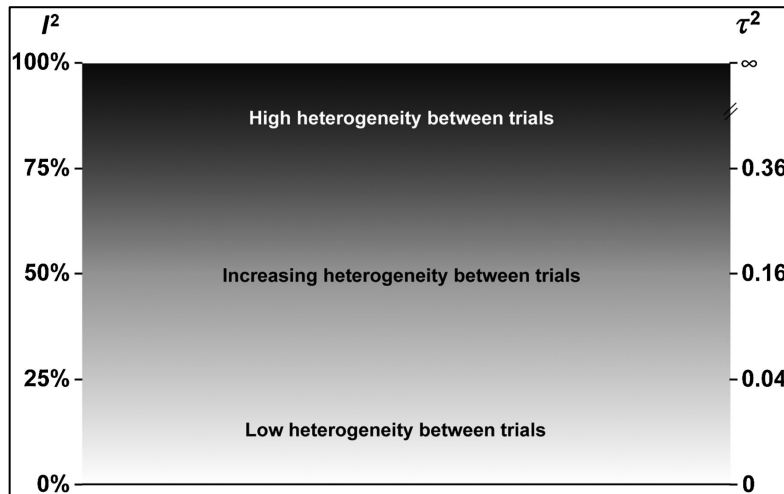 I² τ²
100% ∞
High heterogeneity between trials
75% 0.36
Increasing heterogeneity between trials
50% 0.16
25% 0.04
Low heterogeneity between trials
0% 0